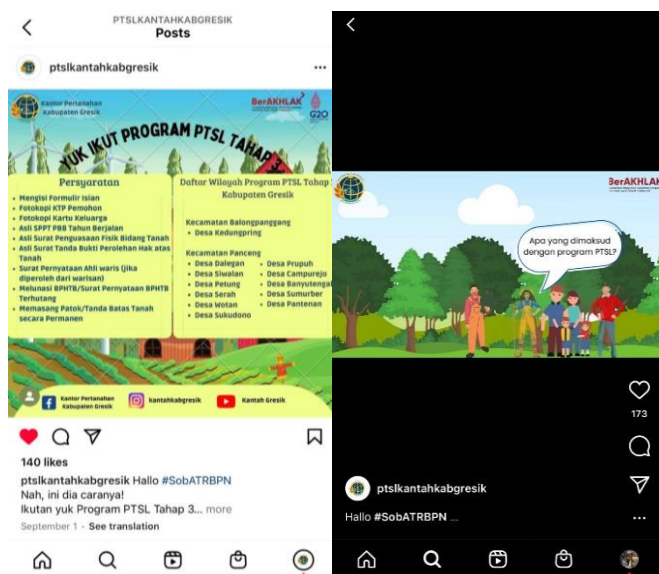 PTSLKANTAHKABGRESIK
Posts
ptslkantahkabgresik
Kantor Pertanahan
Kabupaten Gresik
BerAKHLAK
G20
YUK IKUT PROGRAM PTSL TAHAP 3
Persyaratan
• Mengisi Formulir Islan
• Fotokopi KTP Pemohon
• Fotokopi Kartu Keluarga
• Asli SPPT PBB Tahun Berjalan
• Asli Surat Penguasaan Fisik Bidang Tanah
• Asli Surat Tanda Bukti Perolehan Hak atas
Tanah
• Surat Pernyataan Ahli waris (jika
diperoleh dari warisan)
• Melunasi BPHTB/Surat Pernyataan BPHTB
Terhutang
• Memasang Patok/Tanda Batas Tanah
secara Permanen
Daftar Wilayah Program PTSL Tahap
Kabupaten Gresik
Kecamatan Balongpanggang
• Desa Kedungpring
Kecamatan Panceng
• Desa Dalegan
• Desa Siwalan
• Desa Petung
• Desa Serah
• Desa Wotan
• Desa Sukudono
• Desa Prupuh
• Desa Campurejo
• Desa Banyutengah
• Desa Sumurber
• Desa Pantenan
Kantor Pertanahan
Kabupaten Gresik
kantahkabgresik
Kantah Gresik
140 likes
ptslkantahkabgresik Hallo #SobATRBPN
Nah, ini dia caranya!
Ikutan yuk Program PTSL Tahap 3... more
September 1 · See translation
BerAKHLAK
Apa yang dimaksud
dengan program PTSL?
173
ptslkantahkabgresik
Hallo #SobATRBPN ...